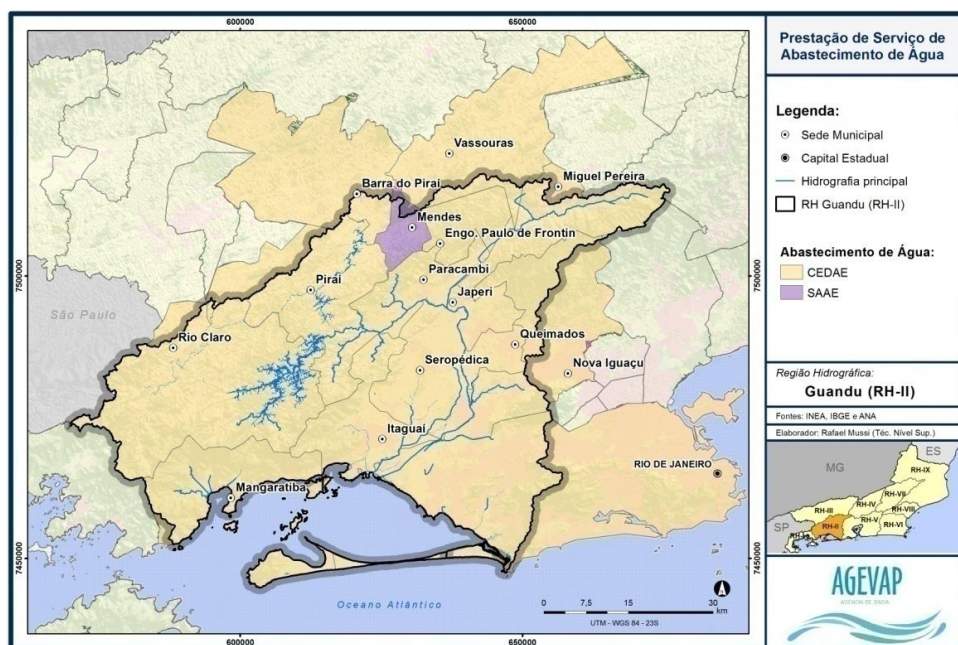 600000
650000
7500000
7450000
Vassouras
Miguel Pereira
Barra do Piraí
Mendes
Engo. Paulo de Frontin
Paracambi
Piraí
Japeri
São Paulo
Rio Claro
Queimados
Nova Iguaçu
Seropédica
Itaguaí
RIO DE JANEIRO
Mangaratiba
Oceano Atlântico
0 7,5 15 30
km
UTM - WGS 84 - 23S
7500000
7450000
600000
650000
Prestação de Serviço de
Abastecimento de Água
Legenda:
Sede Municipal
Capital Estadual
Hidrografia principal
RH Guandu (RH-II)
Abastecimento de Água:
CEDAE
SAAE
Região Hidrográfica:
Guandu (RH-II)
Fontes: INEA, IBGE e ANA
Elaborador: Rafael Mussi (Téc. Nível Sup.)
ES
MG
RH-IX
RH-VII
RH-IV
RH-III
RH-VIII
RH-II
RH-V
RH-VI
SP
AGEVAP
AGÊNCIA DE BACIA